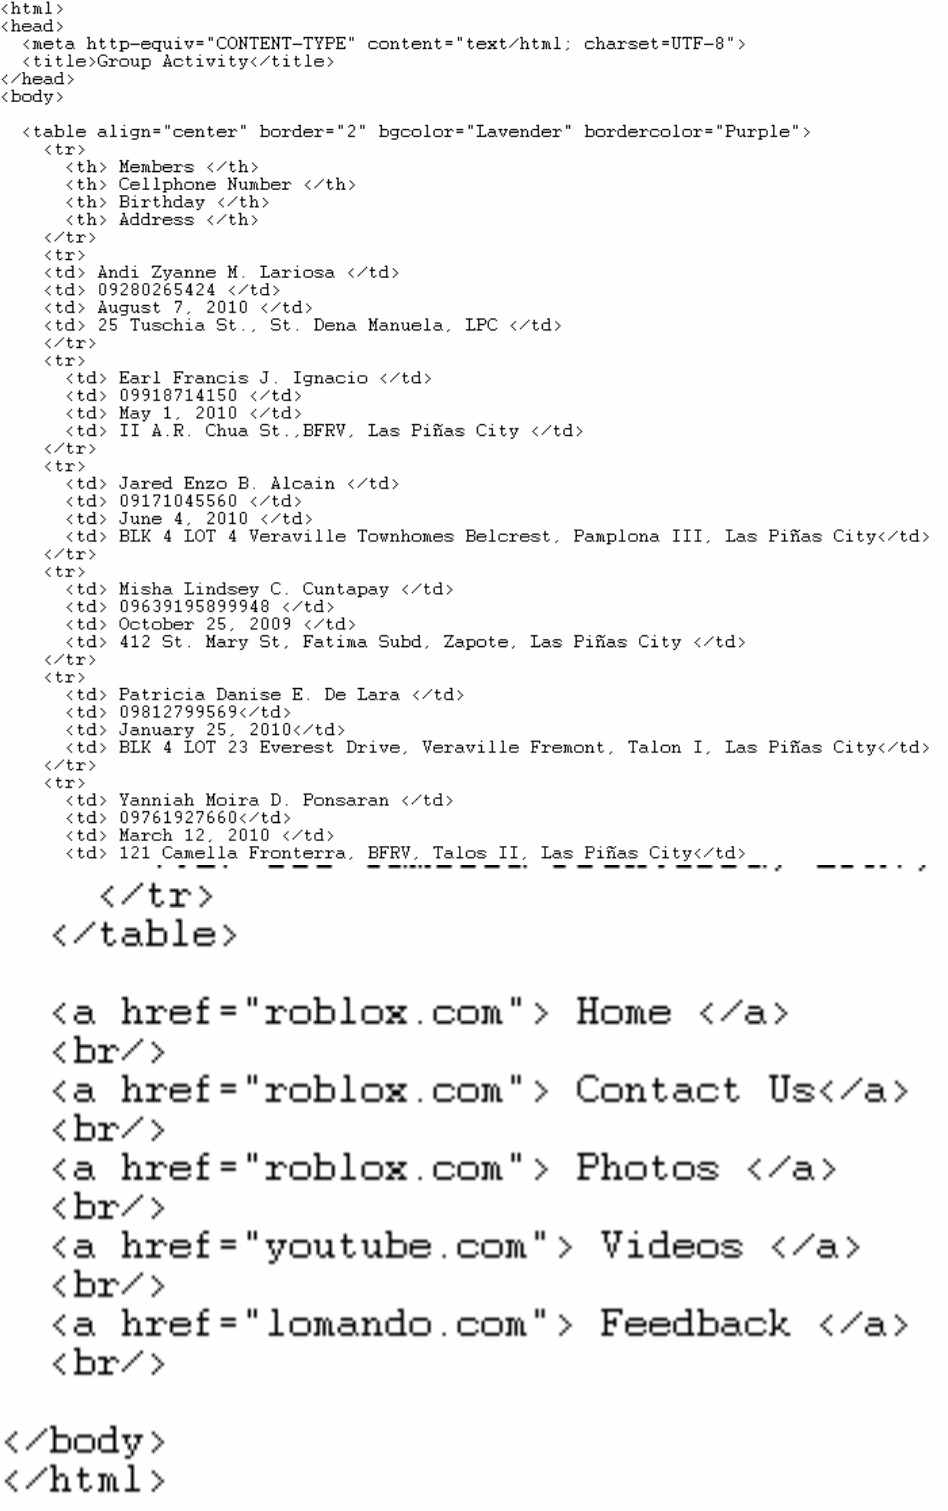 <html>
<head>
<meta http-equiv="CONTENT-TYPE" content="text/html; charset=UTF-8">
<title>Group Activity</title>
</head>
<body>
<table align="center" border="2" bgcolor="Lavender" bordercolor="Purple">
<tr>
<th> Members </th>
<th> Cellphone Number </th>
<th> Birthday </th>
<th> Address </th>
</tr>
<tr>
<td> Andi Zyanne M. Lariosa </td>
<td> 09280265424 </td>
<td> August 7, 2010 </td>
<td> 25 Tuschia St., St. Dena Manuela, LPC </td>
</tr>
<tr>
<td> Earl Francis J. Ignacio </td>
<td> 09918714150 </td>
<td> May 1, 2010 </td>
<td> II A.R. Chua St.,BFRV, Las Piñas City </td>
</tr>
<tr>
<td> Jared Enzo B. Alcain </td>
<td> 09171045560 </td>
<td> June 4, 2010 </td>
<td> BLK 4 LOT 4 Veraville Townhomes Belcrest, Pamplona III, Las Piñas City</td>
</tr>
<tr>
<td> Misha Lindsey C. Cuntapay </td>
<td> 09639195899948 </td>
<td> October 25, 2009 </td>
<td> 412 St. Mary St, Fatima Subd, Zapote, Las Piñas City </td>
</tr>
<tr>
<td> Patricia Danise E. De Lara </td>
<td> 09812799569</td>
<td> January 25, 2010</td>
<td> BLK 4 LOT 23 Everest Drive, Veraville Fremont, Talon I, Las Piñas City</td>
</tr>
<tr>
<td> Yanniah Moira D. Ponsaran </td>
<td> 09761927660</td>
<td> March 12, 2010 </td>
<td> 121 Camella Fronterra, BFRV, Talos II, Las Piñas City</td>
</tr>
</table>
<a href="roblox.com"> Home </a>
<br/>
<a href="roblox.com"> Contact Us</a>
<br/>
<a href="roblox.com"> Photos </a>
<br/>
<a href="youtube.com"> Videos </a>
<br/>
<a href="lomando.com"> Feedback </a>
<br/>
</body>
</html>